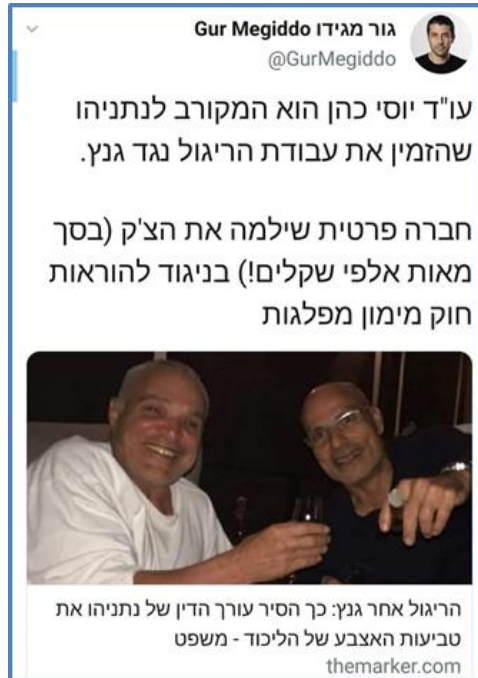 גור מגידו Gur Megiddo
@GurMegiddo
עו"ד יוסי כהן הוא המקורב לנתניהו
שהזמין את עבודת הריגול נגד גנץ.
חברה פרטית שילמה את הצ'ק (בסך
מאות אלפי שקלים!) בניגוד להוראות
חוק מימון מפלגות
הריגול אחר גנץ: כך הסיר עורך הדין של נתניהו את
טביעות האצבע של הליכוד - משפט
themarker.com